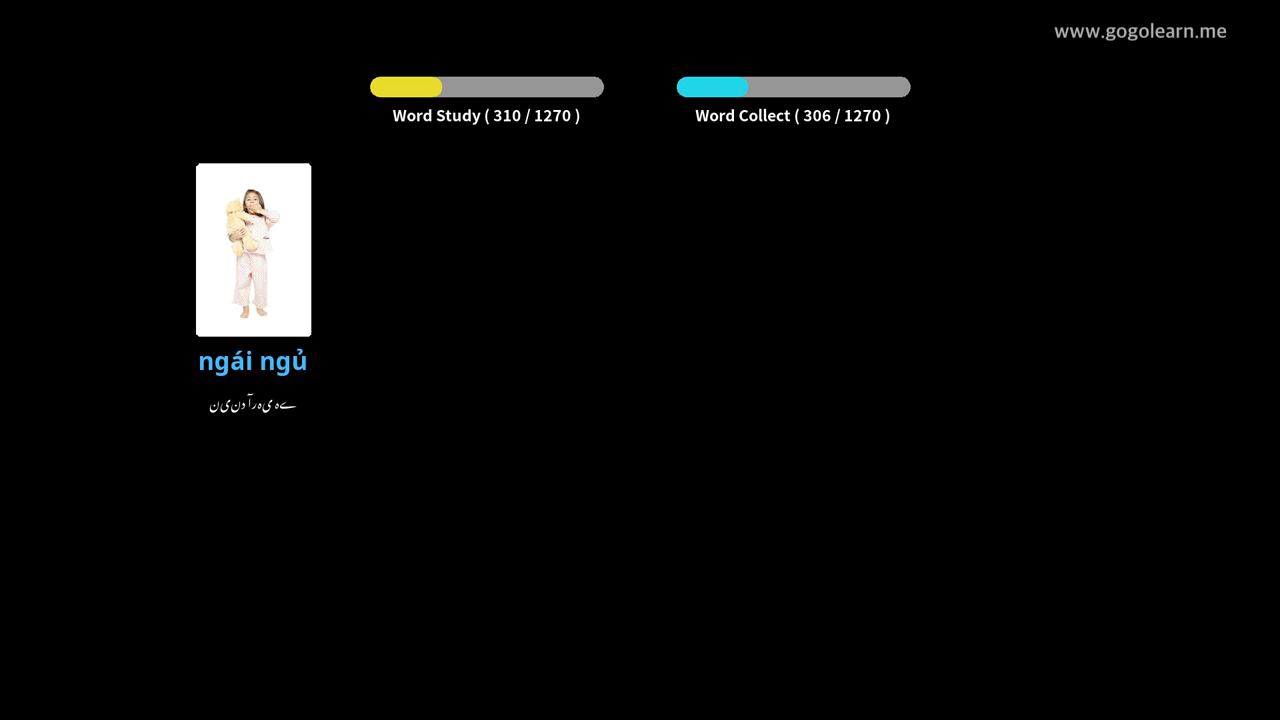 www.gogolearn.me
Word Study ( 310 / 1270 )
Word Collect ( 306 / 1270 )
ngái ngủ
نیند آرہی ہے